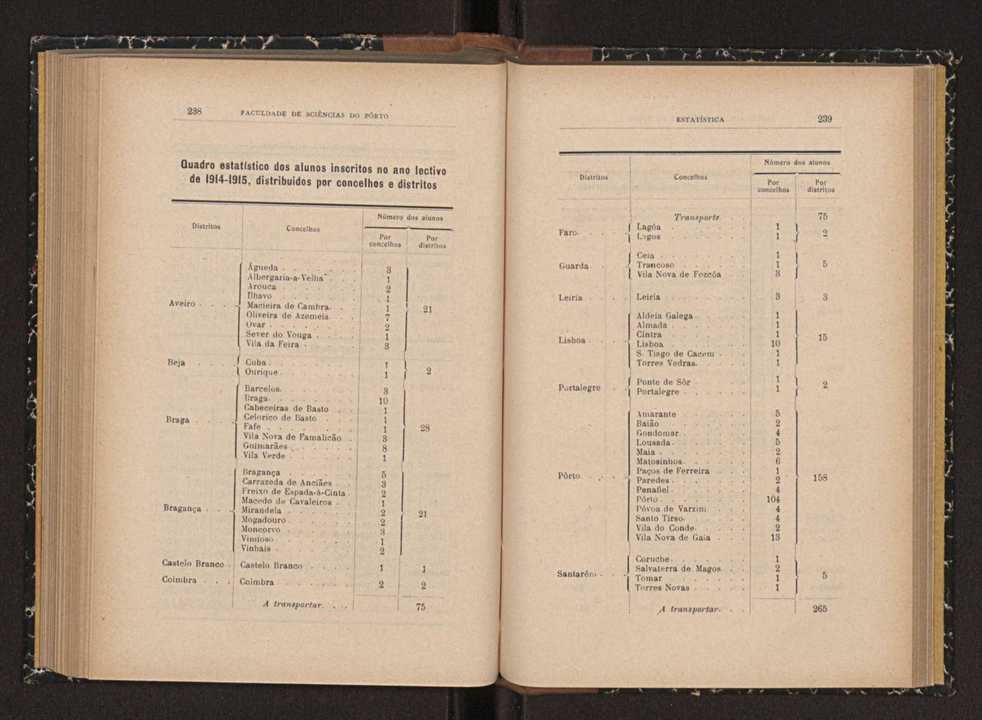 238 FACULDADE DE SCIÊNCIAS DO PÔRTO
Quadro estatístico dos alunos inscritos no ano lectivo
de 1914-1915, distribuidos por concelhos e distritos
Distritos Concelhos Número dos alunos
Por concelhos Por distritos
Águeda 3
Albergaria-a-Velha 1
Arouca 2
Ílhavo 1
Aveiro Macieira de Cambra 1 21
Oliveira de Azemeis 7
Ovar 2
Sever do Vouga 1
Vila da Feira 3
Beja Cuba 1 2
Ourique 1
Barcelos 3
Braga 10
Cabeceiras de Basto 1
Celorico de Basto 1
Braga Fafe 1 28
Vila Nova de Famalicão 3
Guimarães 8
Vila Verde 1
Bragança 5
Carrazeda de Anciães 3
Freixo de Espada-à-Cinta 2
Macedo de Cavaleiros 1
Bragança Mirandela 2 21
Mogadouro 2
Moncorvo 3
Vimioso 1
Vinhais 2
Castelo Branco Castelo Branco 1 1
Coimbra Coimbra 2 2
A transportar 75
ESTATÍSTICA 239
Distritos Concelhos Número dos alunos
Por concelhos Por distritos
Transporte 75
Faro Lagôa 1 2
Lagos 1
Ceia 1
Guarda Trancoso 1 5
Vila Nova de Fozcôa 3
Leiria Leiria 3 3
Aldeia Galega 1
Almada 1
Cintra 1
Lisboa Lisboa 10 15
S. Tiago de Cacem 1
Torres Vedras 1
Portalegre Ponte de Sôr 1 2
Portalegre 1
Amarante 5
Baião 2
Gondomar 4
Lousada 5
Maia 2
Matosinhos 6
Paços de Ferreira 1
Pôrto Paredes 2 158
Penafiel 4
Pôrto 104
Póvoa de Varzim 4
Santo Tirso 4
Vila do Conde 2
Vila Nova de Gaia 13
Coruche 1
Salvaterra de Magos 2
Santarêm Tomar 1 5
Torres Novas 1
A transportar 265